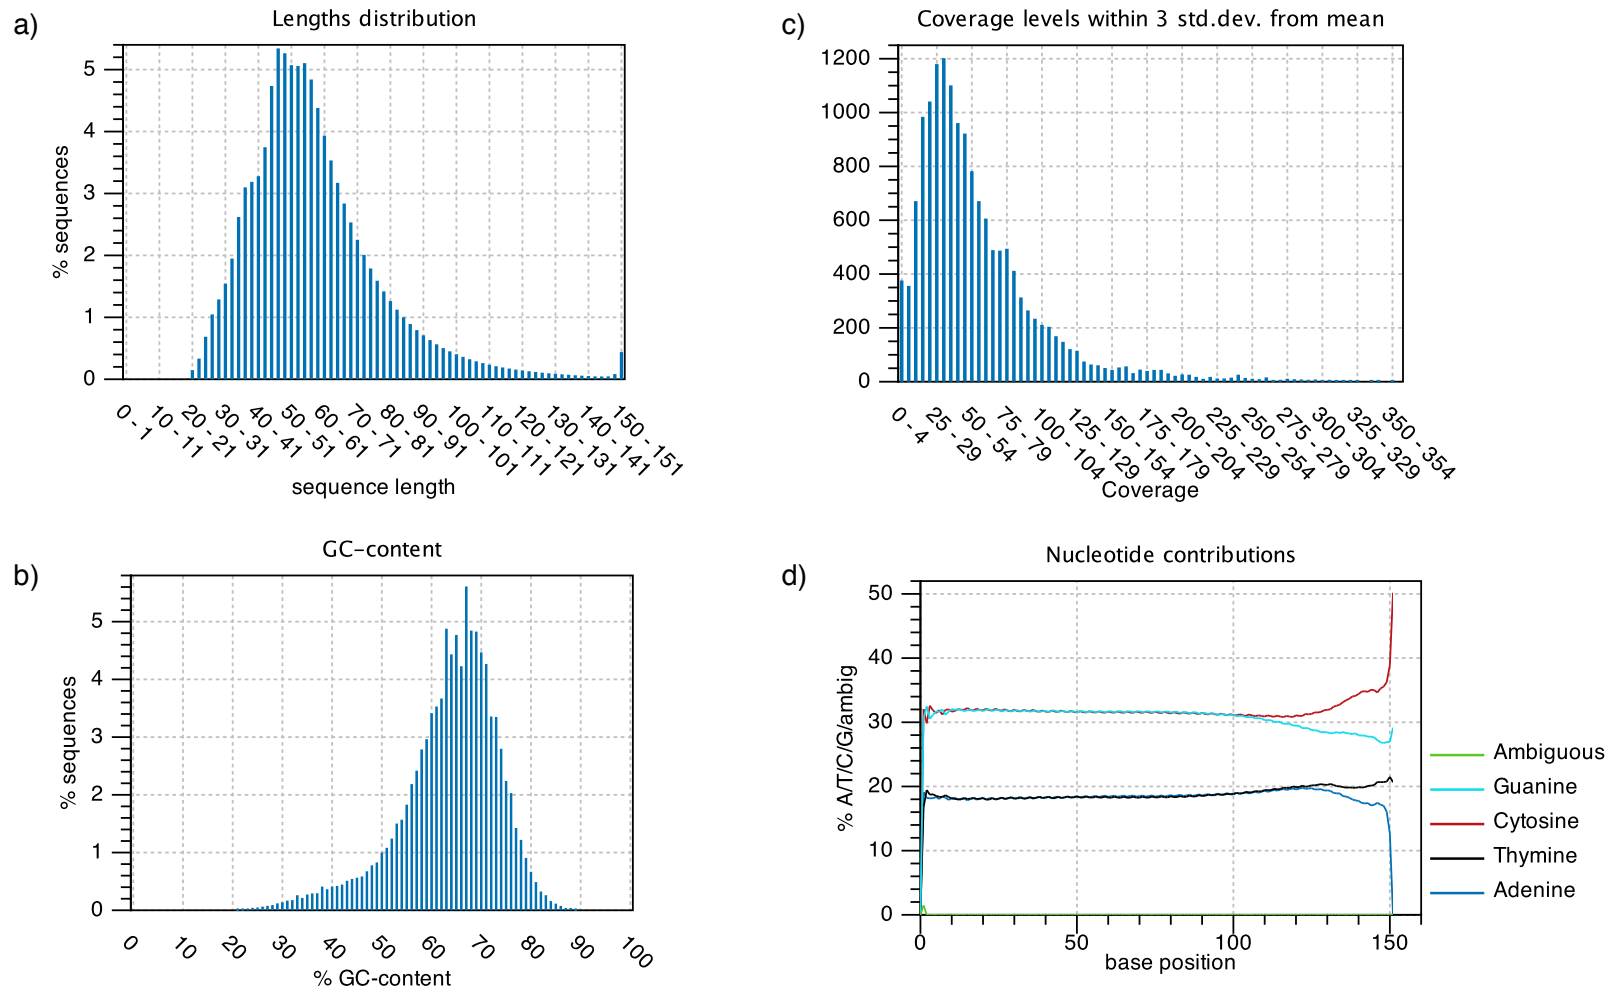 a)
Lengths distribution
% sequences
5
4
3
2
1
0
0 - 1
10 - 11
20 - 21
30 - 31
40 - 41
50 - 51
60 - 61
70 - 71
80 - 81
90 - 91
100 - 101
110 - 111
120 - 121
130 - 131
140 - 141
150 - 151
sequence length
c)
Coverage levels within 3 std.dev. from mean
1200
1000
800
600
400
200
0
0 - 4
25 - 29
50 - 54
75 - 79
100 - 104
125 - 129
150 - 154
175 - 179
200 - 204
225 - 229
250 - 254
275 - 279
300 - 304
325 - 329
350 - 354
Coverage
b)
GC-content
% sequences
5
4
3
2
1
0
0
10
20
30
40
50
60
70
80
90
100
% GC-content
d)
Nucleotide contributions
% A/T/C/G/ambig
50
40
30
20
10
0
0
50
100
150
base position
Ambiguous
Guanine
Cytosine
Thymine
Adenine